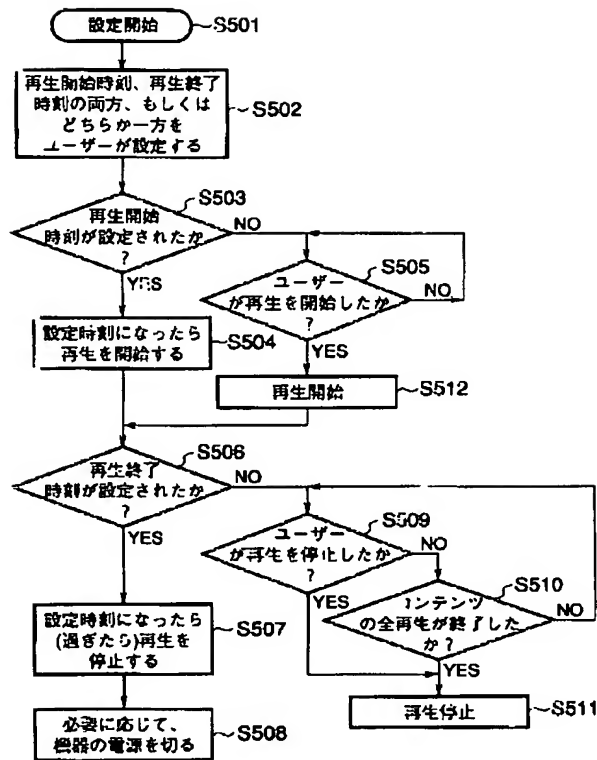 設定開始
S501
再生開始時刻、再生終了
時刻の両方、もしくは
どちらか一方を
ユーザーが設定する
S502
S503
再生開始
時刻が設定されたか
?
NO
YES
S505
ユーザー
が再生を開始したか
?
NO
YES
設定時刻になったら
再生を開始する
S504
再生開始
S512
S506
再生終了
時刻が設定されたか
?
NO
YES
S509
ユーザー
が再生を停止したか
?
NO
YES
S510
コンテンツ
の全再生が終了した
か?
NO
YES
設定時刻になったら
(過ぎたら)再生を
停止する
S507
再生停止
S511
必要に応じて、
機器の電源を切る
S508